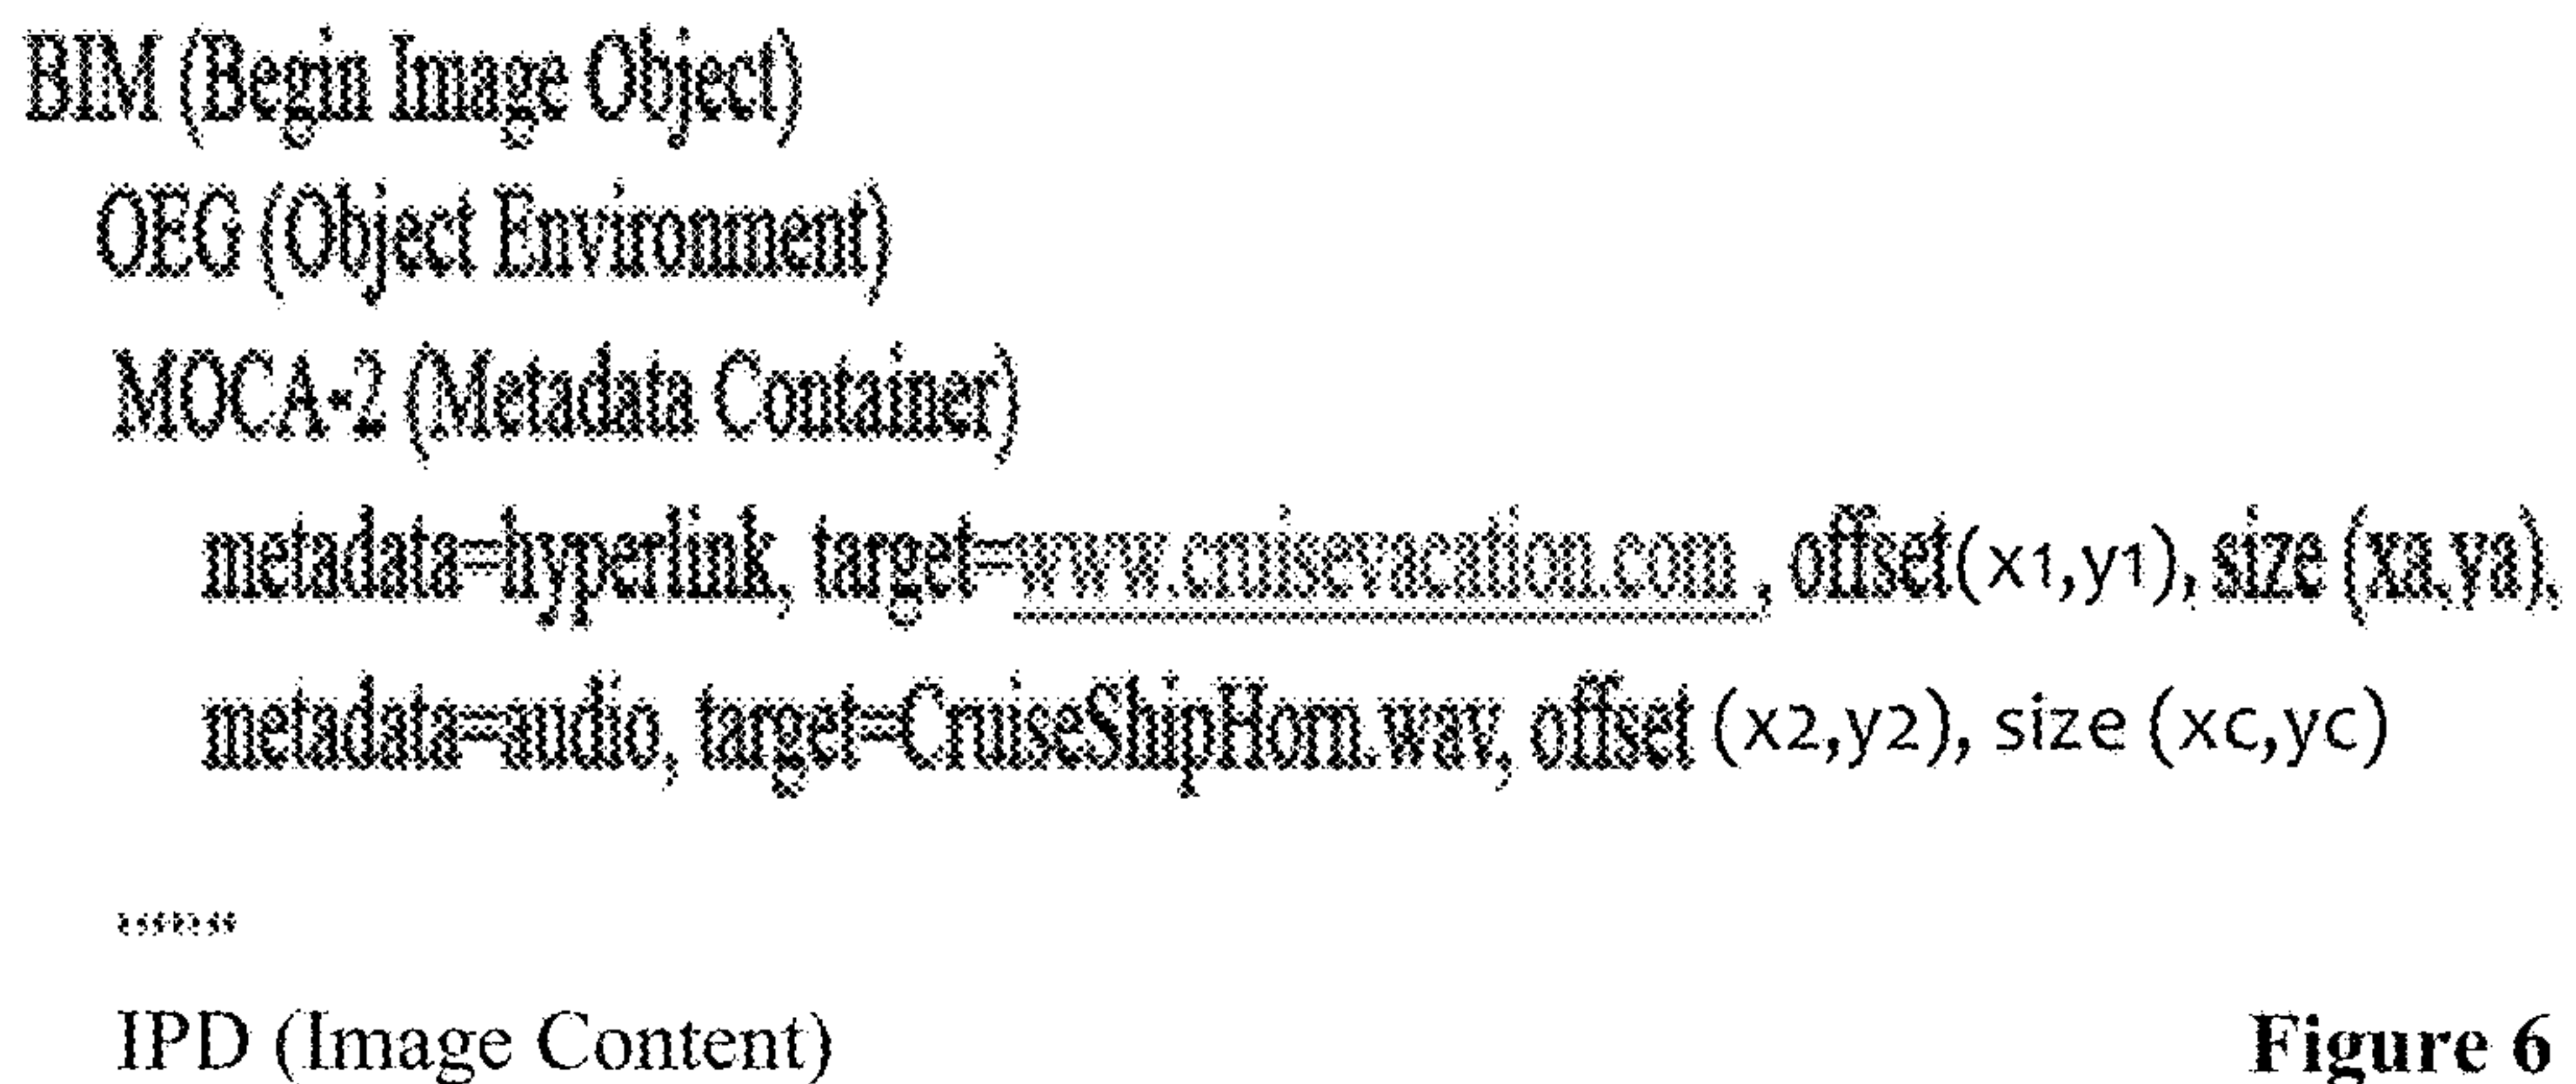 BIM (Begin Image Object)
OEG (Object Environment)
MOCA-2 (Metadata Container)
metadata=hyperlink, target=www.cruisevacation.com , offset(x1,y1), size (xa,ya),
metadata=audio, target=CruiseShipHorn.wav, offset (x2,y2), size (xc,yc)
.......
IPD (Image Content)
Figure 6